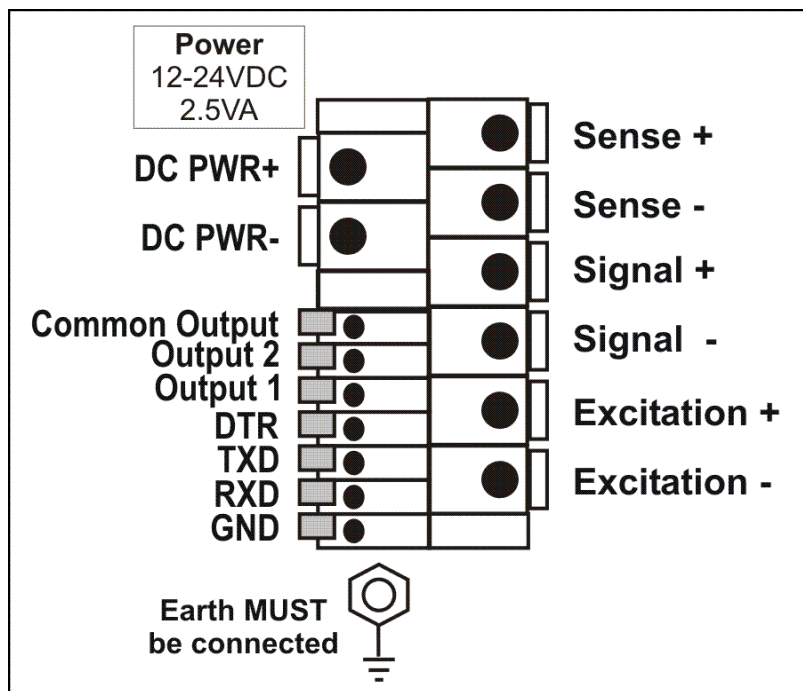 Power
12-24VDC
2.5VA
DC PWR+
DC PWR-
Common Output
Output 2
Output 1
DTR
TXD
RXD
GND
Sense +
Sense -
Signal +
Signal -
Excitation +
Excitation -
Earth MUST
be connected